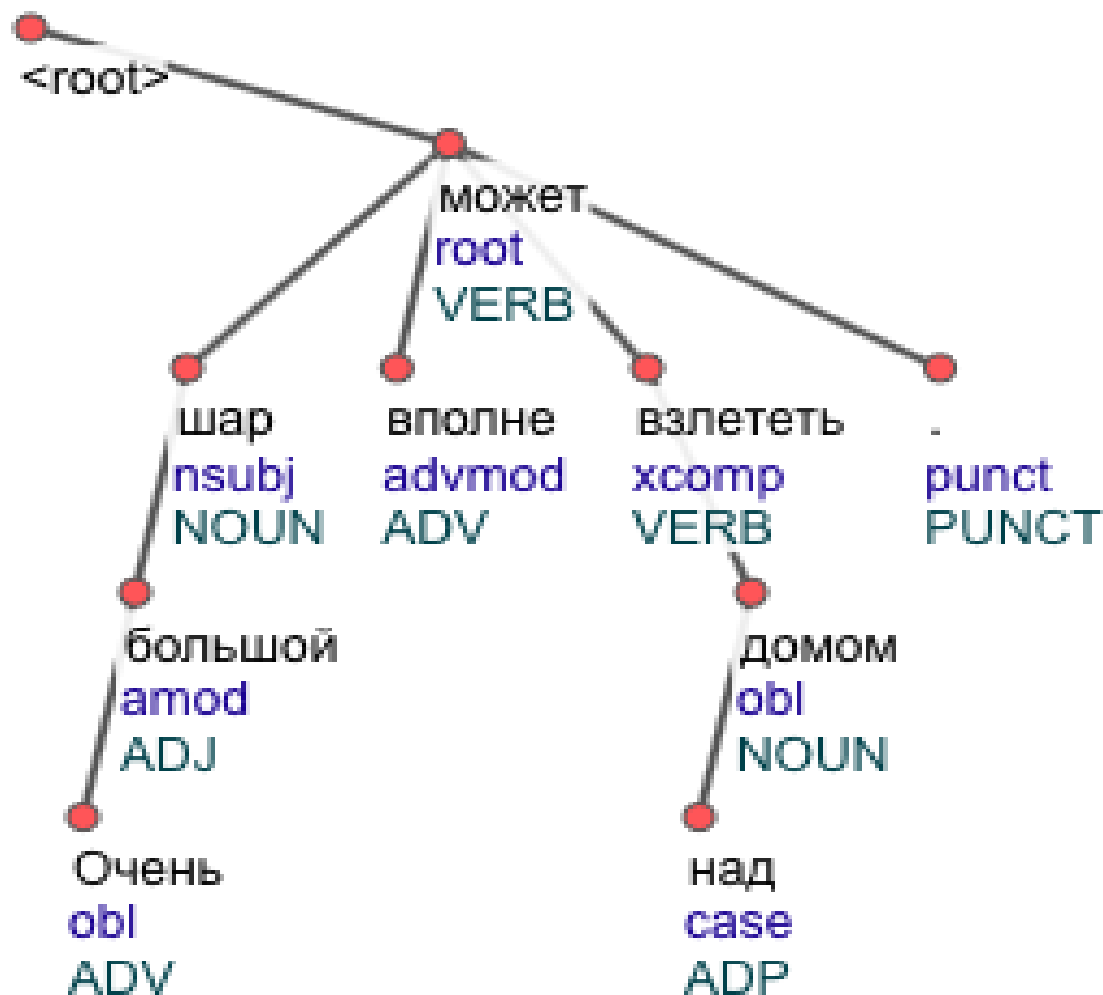 <root>
может
root
VERB
шар вполне взлететь .
nsubj advmod xcomp punct
NOUN ADV VERB PUNCT
большой домом
amod obl
ADJ NOUN
Очень над
obl case
ADV ADP